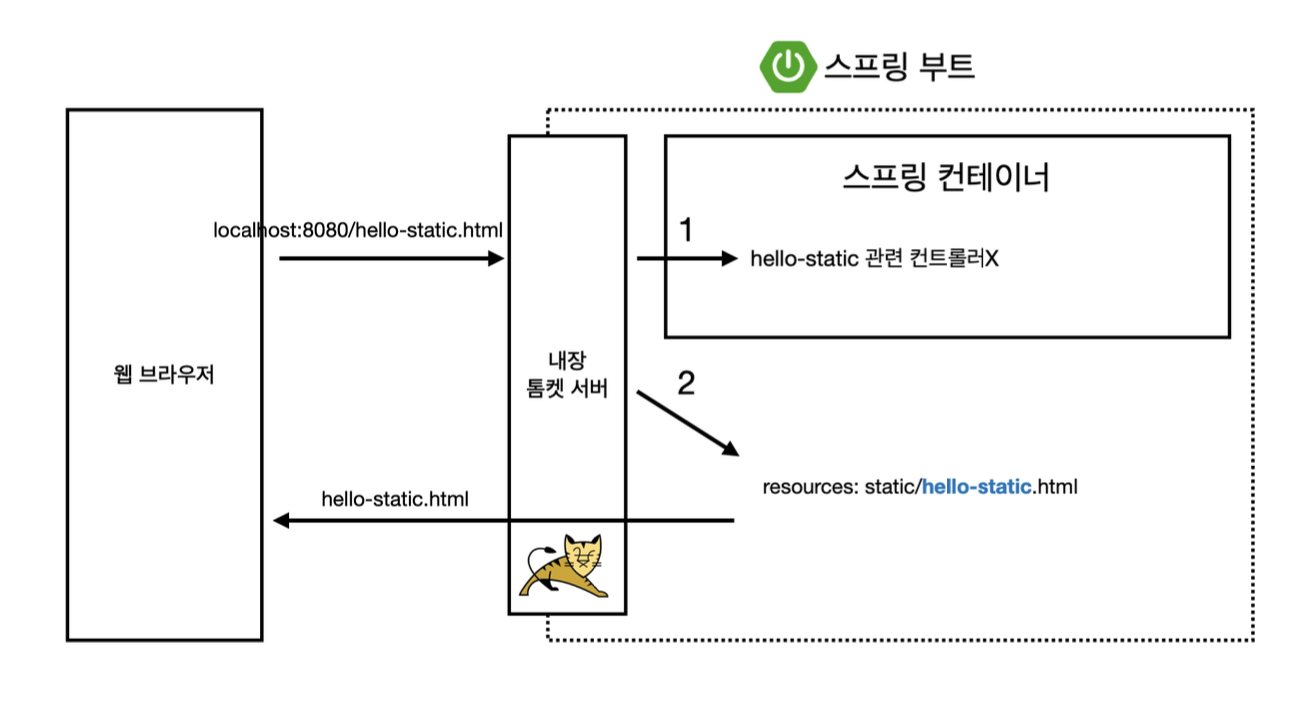 스프링 부트
스프링 컨테이너
localhost:8080/hello-static.html
1
hello-static 관련 컨트롤러X
웹 브라우저
내장
톰켓 서버
2
resources: static/hello-static.html
hello-static.html